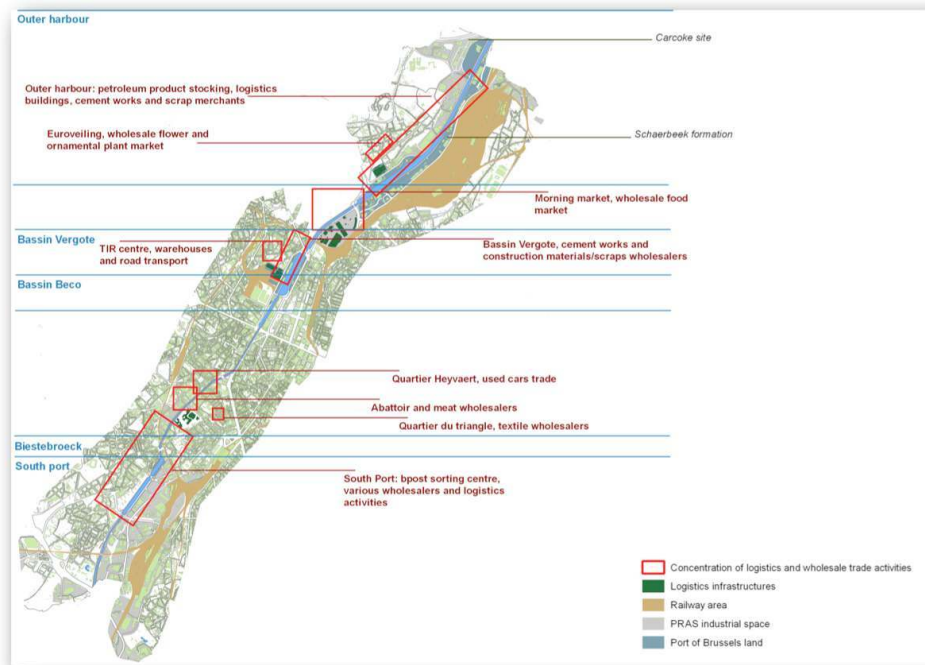 Outer harbour
Carcoke site
Outer harbour: petroleum product stocking, logistics
buildings, cement works and scrap merchants
Euroveiling, wholesale flower and
ornamental plant market
Schaerbeek formation
Morning market, wholesale food
market
Bassin Vergote
TIR centre, warehouses
and road transport
Bassin Vergote, cement works and
construction materials/scraps wholesalers
Bassin Beco
Quartier Heyvaert, used cars trade
Abattoir and meat wholesalers
Quartier du triangle, textile wholesalers
Biestebroeck
South port
South Port: bpost sorting centre,
various wholesalers and logistics
activities
Concentration of logistics and wholesale trade activities
Logistics infrastructures
Railway area
PRAS industrial space
Port of Brussels land